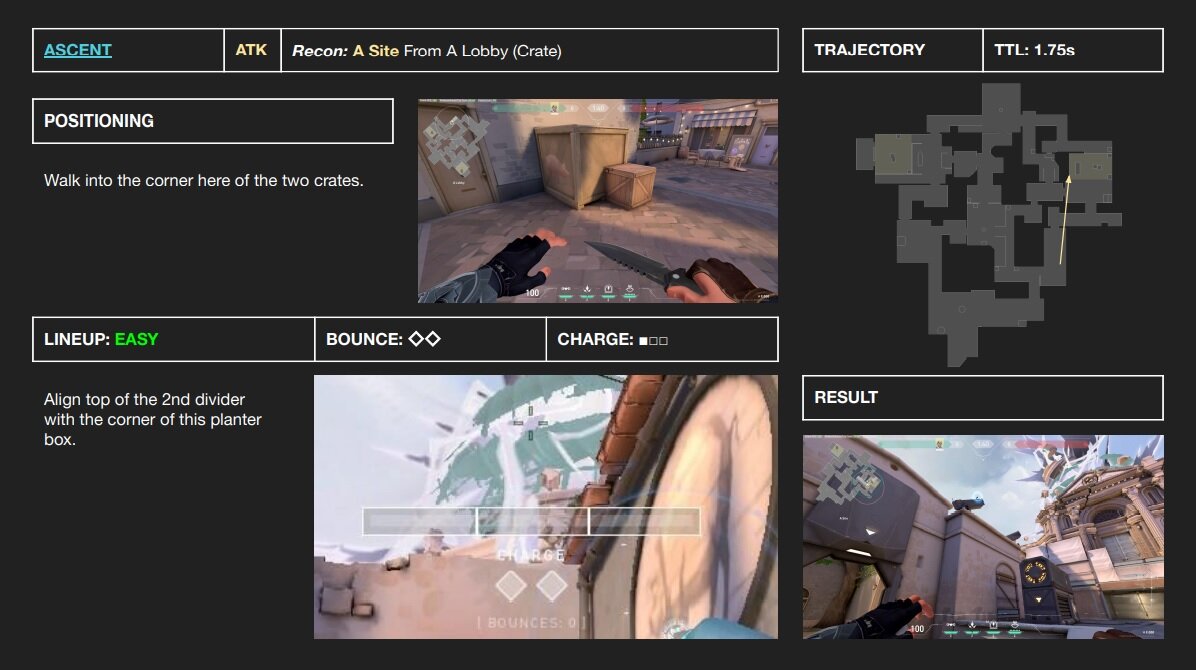 ASCENT
ATK
Recon: A Site From A Lobby (Crate)
TRAJECTORY
TTL: 1.75s
POSITIONING
Walk into the corner here of the two crates.
100
LINEUP: EASY
BOUNCE: ◇◇
CHARGE: ■□□
Align top of the 2nd divider
with the corner of this planter
box.
CHARGE
[ BOUNCES: 0 ]
RESULT
100